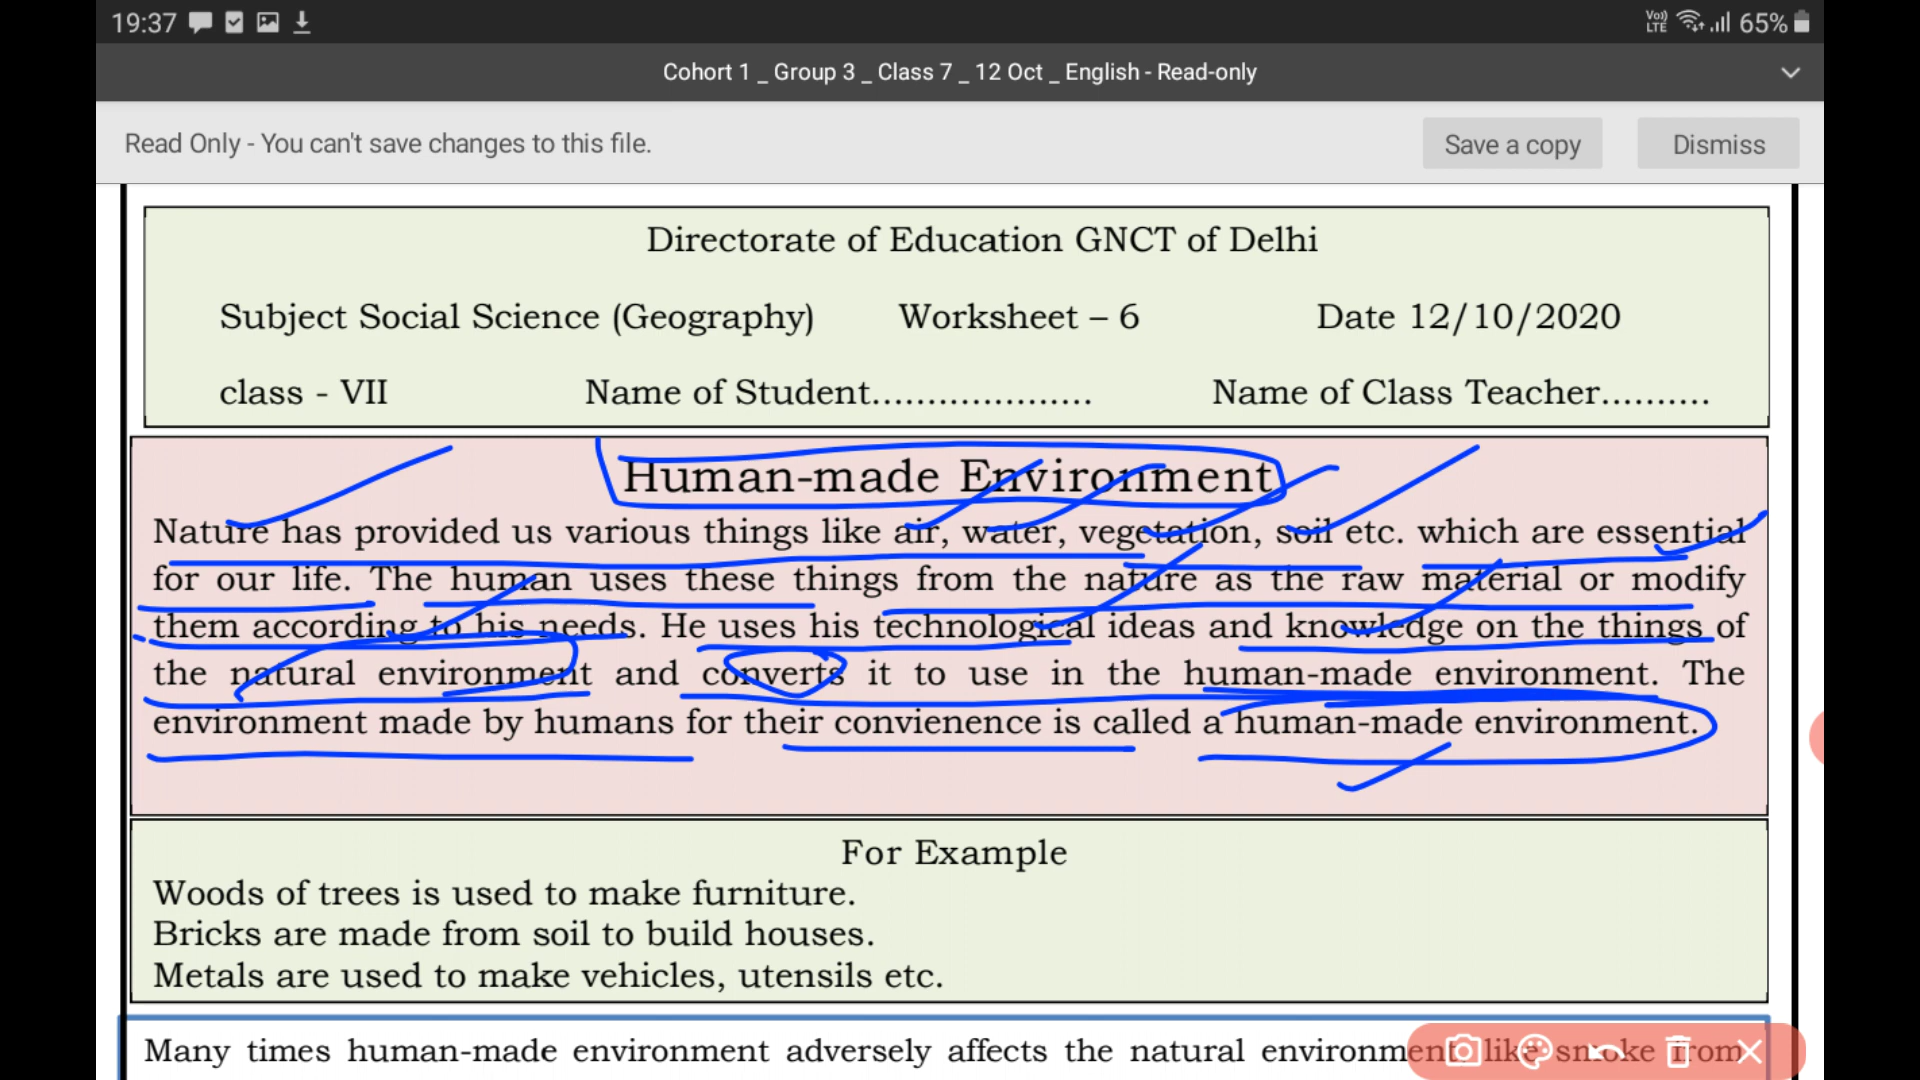 19:37
Vo)) LTE 65%
Cohort 1 _ Group 3 _ Class 7 _ 12 Oct _ English - Read-only
Read Only - You can't save changes to this file.
Save a copy
Dismiss
Directorate of Education GNCT of Delhi
Subject Social Science (Geography) Worksheet – 6 Date 12/10/2020
class - VII Name of Student.................... Name of Class Teacher..........
Human-made Environment
Nature has provided us various things like air, water, vegetation, soil etc. which are essential
for our life. The human uses these things from the nature as the raw material or modify
them according to his needs. He uses his technological ideas and knowledge on the things of
the natural environment and converts it to use in the human-made environment. The
environment made by humans for their convienence is called a human-made environment.
For Example
Woods of trees is used to make furniture.
Bricks are made from soil to build houses.
Metals are used to make vehicles, utensils etc.
Many times human-made environment adversely affects the natural environment, like smoke from